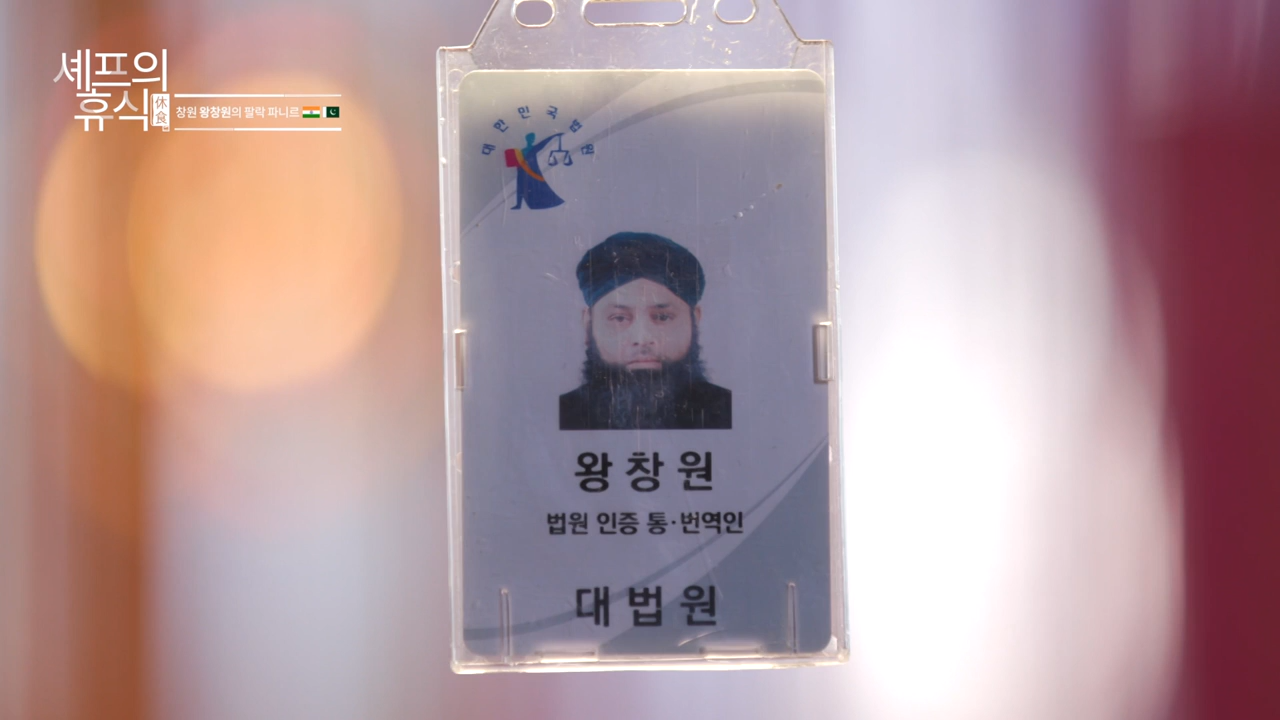 셰프의
휴식
休食
창원 왕창원의 팔락 파니르
대한민국법원
왕창원
법원 인증 통·번역인
대법원